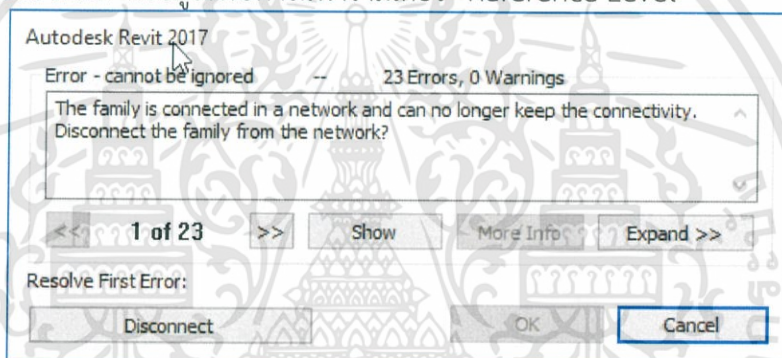 Reference Level
Autodesk Revit 2017
Error - cannot be ignored -- 23 Errors, 0 Warnings
The family is connected in a network and can no longer keep the connectivity.
Disconnect the family from the network?
<< 1 of 23 >> Show More Info Expand >>
Resolve First Error:
Disconnect OK Cancel